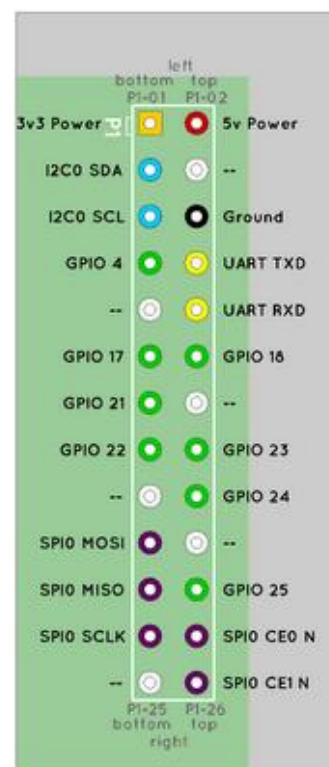 left
bottom top
P1-01 P1-02
3v3 Power P1 5v Power
I2C0 SDA --
I2C0 SCL Ground
GPIO 4 UART TXD
-- UART RXD
GPIO 17 GPIO 18
GPIO 21 --
GPIO 22 GPIO 23
-- GPIO 24
SPI0 MOSI --
SPI0 MISO GPIO 25
SPI0 SCLK SPI0 CE0 N
-- SPI0 CE1 N
P1-25 P1-26
bottom top
right